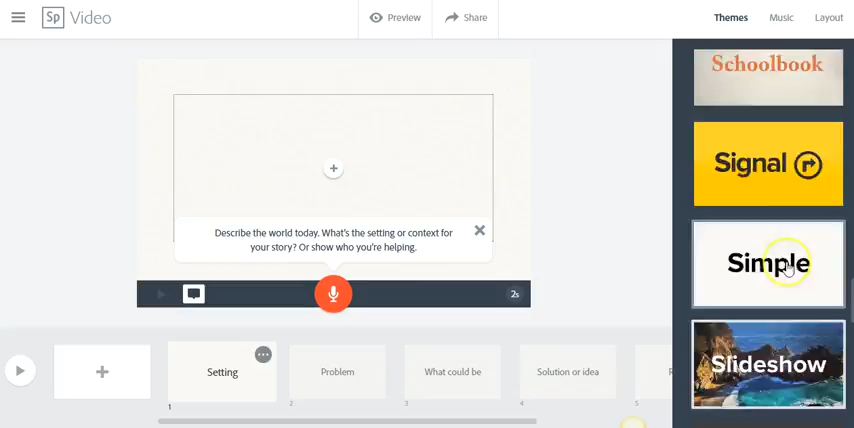 Sp Video
Preview
Share
Themes
Music
Layout
Schoolbook
Signal
Simple
Slideshow
Describe the world today. What's the setting or context for
your story? Or show who you're helping.
2s
Setting
Problem
What could be
Solution or idea
R
1
2
3
4
5